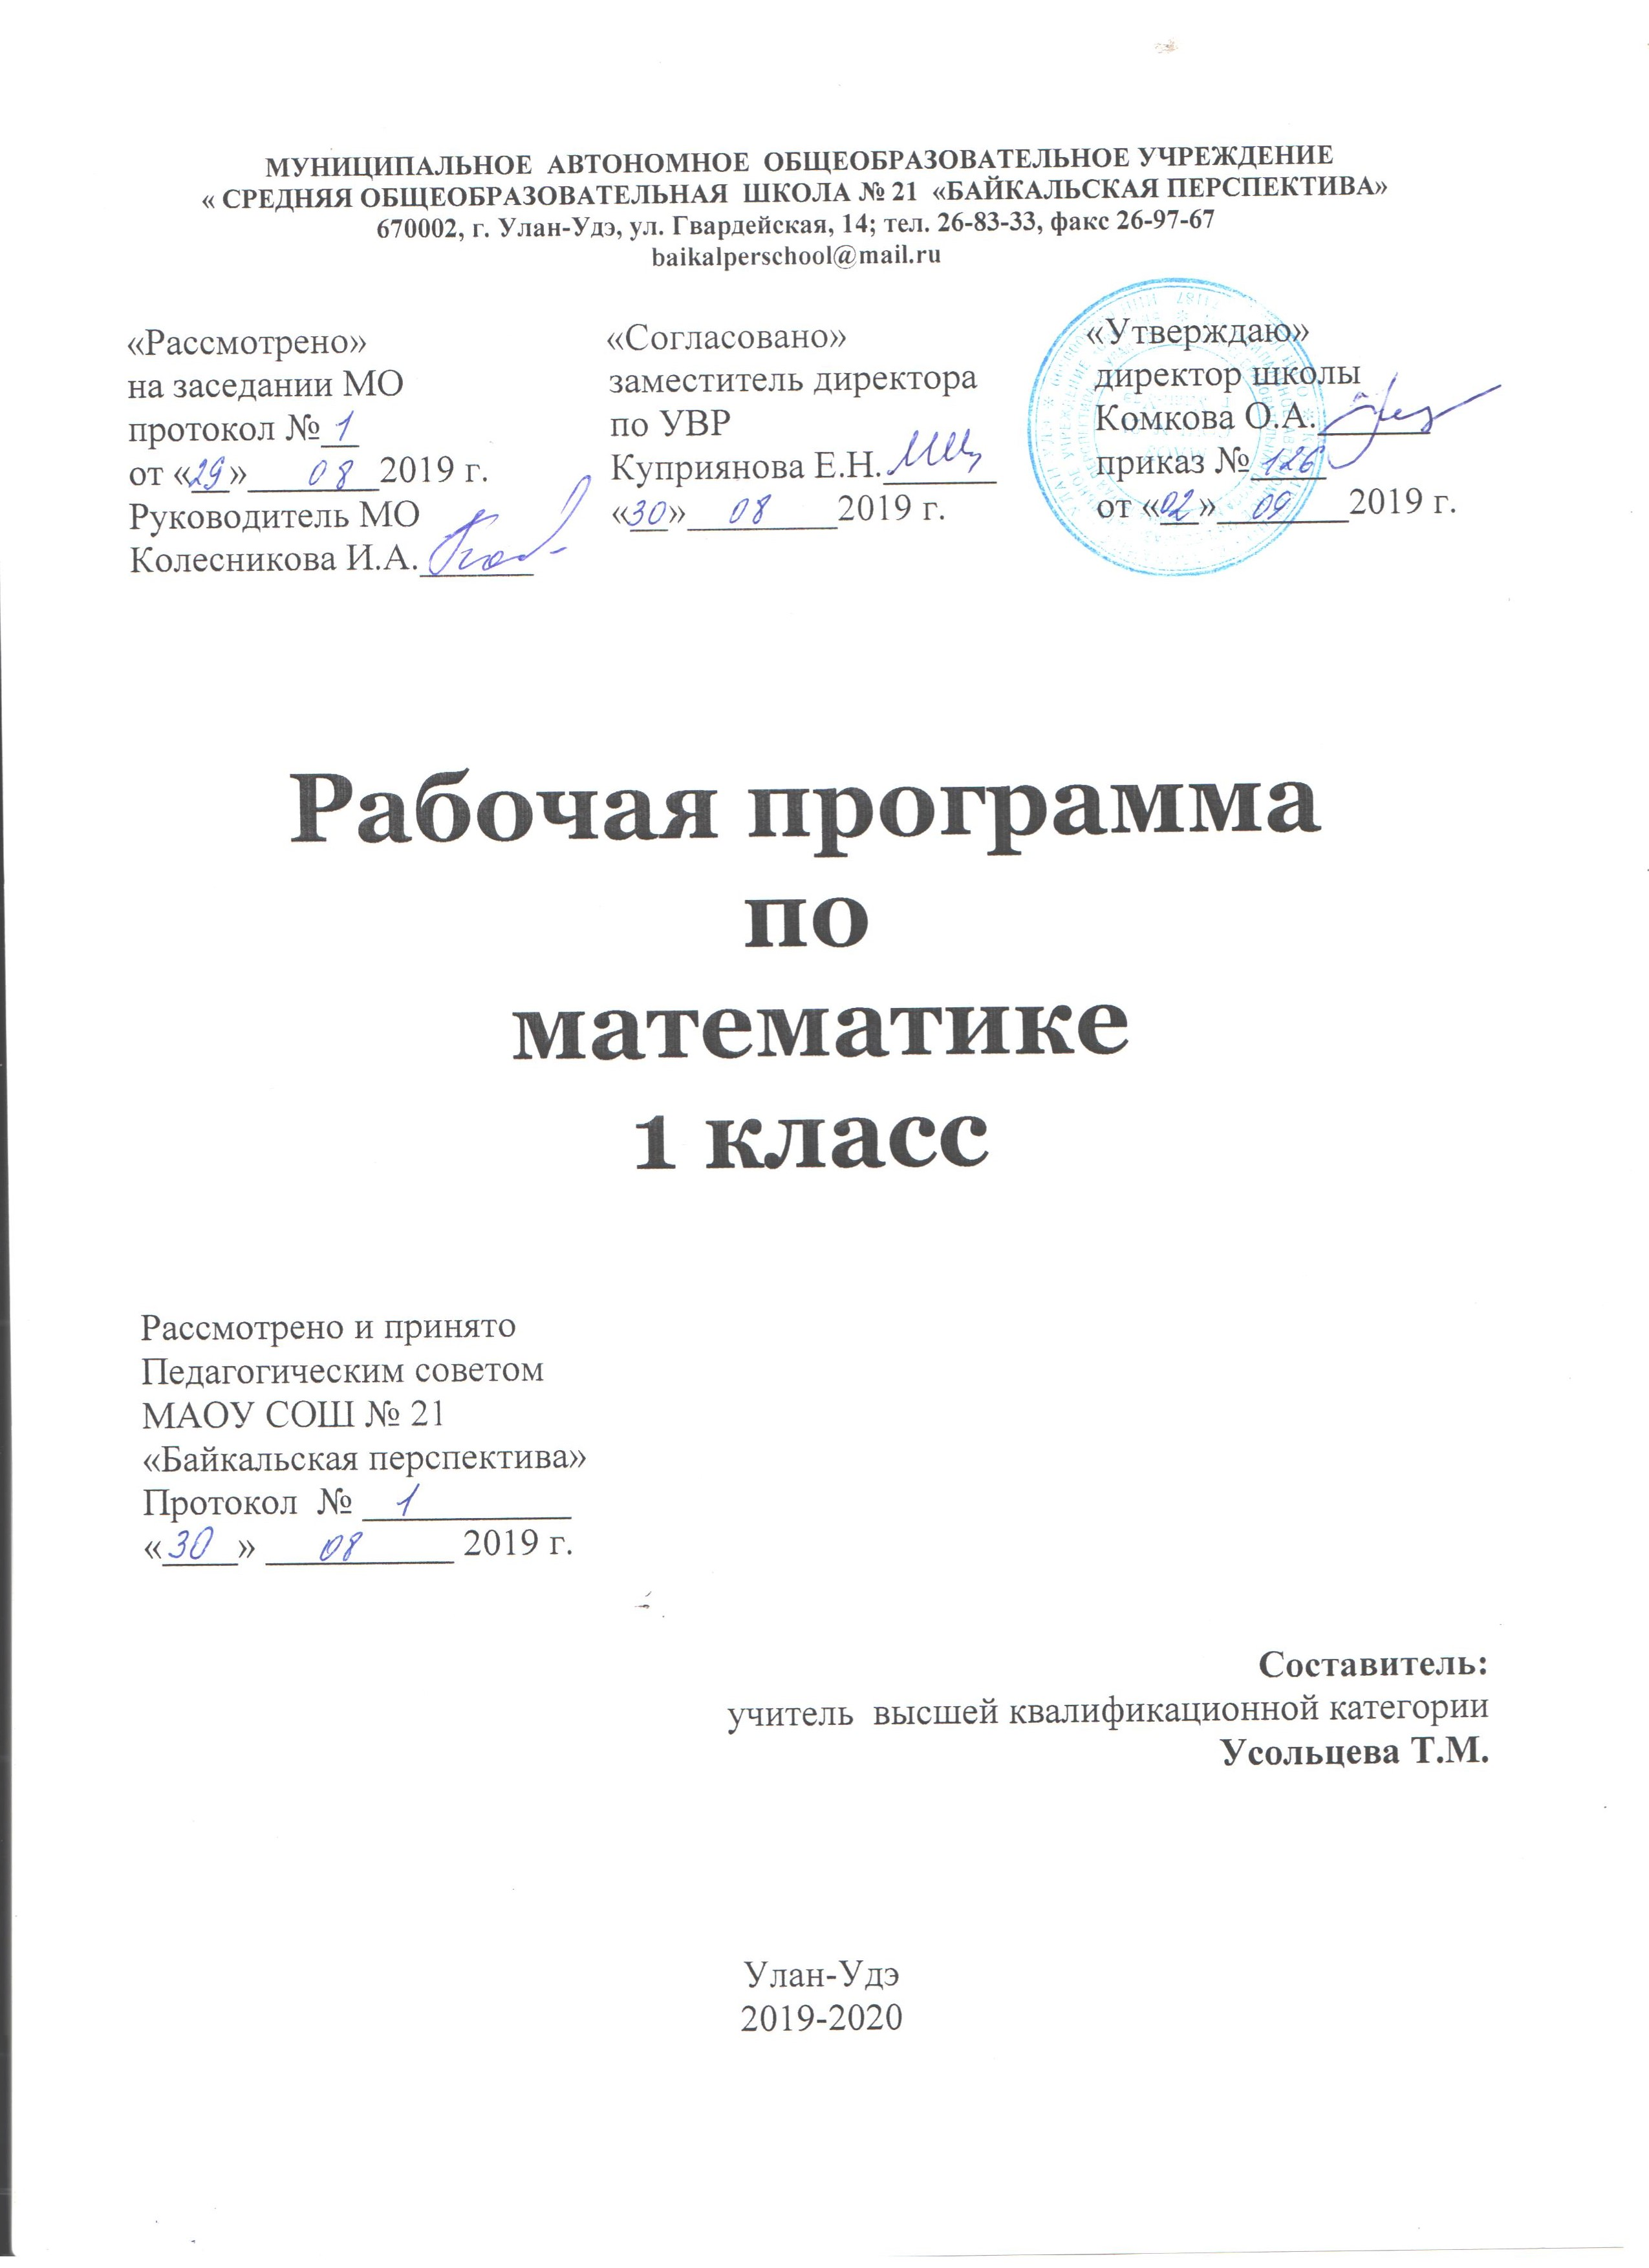 МУНИЦИПАЛЬНОЕ АВТОНОМНОЕ ОБЩЕОБРАЗОВАТЕЛЬНОЕ УЧРЕЖДЕНИЕ
« СРЕДНЯЯ ОБЩЕОБРАЗОВАТЕЛЬНАЯ ШКОЛА № 21 «БАЙКАЛЬСКАЯ ПЕРСПЕКТИВА»
670002, г. Улан-Удэ, ул. Гвардейская, 14; тел. 26-83-33, факс 26-97-67
baikalperschool@mail.ru
«Рассмотрено»
на заседании МО
протокол № 1
от «29» 08 2019 г.
Руководитель МО
Колесникова И.А.
«Согласовано»
заместитель директора
по УВР
Куприянова Е.Н.
«30» 08 2019 г.
«Утверждаю»
директор школы
Комкова О.А.
приказ № 126
от «02» 09 2019 г.
Рабочая программа
по
математике
1 класс
Рассмотрено и принято
Педагогическим советом
МАОУ СОШ № 21
«Байкальская перспектива»
Протокол № 1
«30» 08 2019 г.
Составитель:
учитель высшей квалификационной категории
Усольцева Т.М.
Улан-Удэ
2019-2020